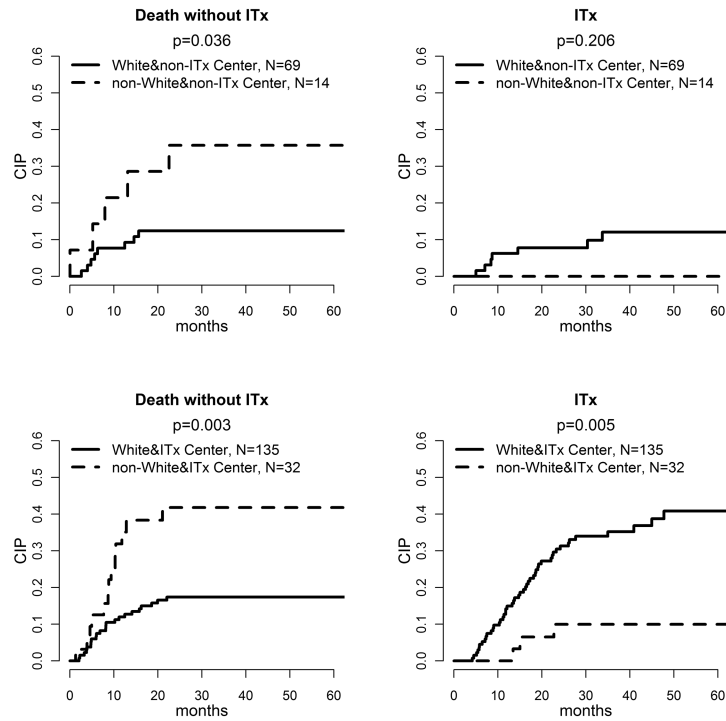 Death without ITx
p=0.036
White&non-ITx Center, N=69
non-White&non-ITx Center, N=14
CIP
0.6
0.5
0.4
0.3
0.2
0.1
0.0
0 10 20 30 40 50 60
months
ITx
p=0.206
White&non-ITx Center, N=69
non-White&non-ITx Center, N=14
CIP
0.6
0.5
0.4
0.3
0.2
0.1
0.0
0 10 20 30 40 50 60
months
Death without ITx
p=0.003
White&ITx Center, N=135
non-White&ITx Center, N=32
CIP
0.6
0.5
0.4
0.3
0.2
0.1
0.0
0 10 20 30 40 50 60
months
ITx
p=0.005
White&ITx Center, N=135
non-White&ITx Center, N=32
CIP
0.6
0.5
0.4
0.3
0.2
0.1
0.0
0 10 20 30 40 50 60
months